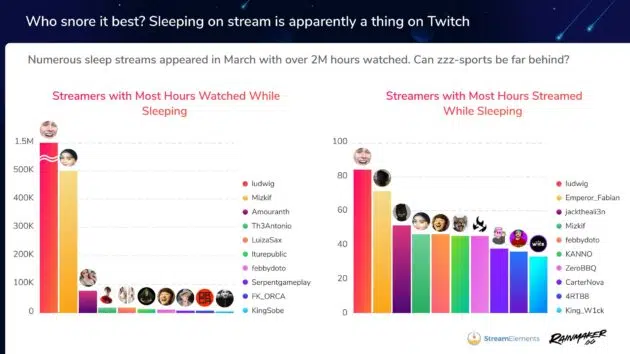 Who snore it best? Sleeping on stream is apparently a thing on Twitch
Numerous sleep streams appeared in March with over 2M hours watched. Can zzz-sports be far behind?
Streamers with Most Hours Watched While
Sleeping
1.5M
500K
400K
300K
200K
100K
0
ludwig
Mizkif
Amouranth
Th3Antonio
LuizaSax
Iturepublic
febbydoto
Serpentgameplay
FK_ORCA
KingSobe
Streamers with Most Hours Streamed
While Sleeping
100
80
60
40
20
0
ludwig
Emperor_Fabian
jacktheali3n
Mizkif
febbydoto
KANNO
ZeroBBQ
CarterNova
4RTBB
King_W1ck
StreamElements
RAINMAKER
.GG